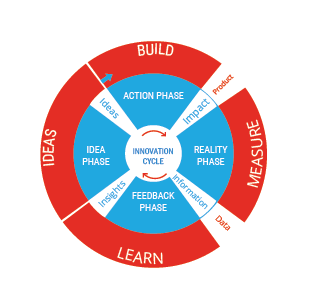 BUILD
Product
Ideas
ACTION PHASE
Impact
IDEAS
IDEA
PHASE
INNOVATION
CYCLE
REALITY
PHASE
MEASURE
Insights
FEEDBACK
PHASE
information
Data
LEARN